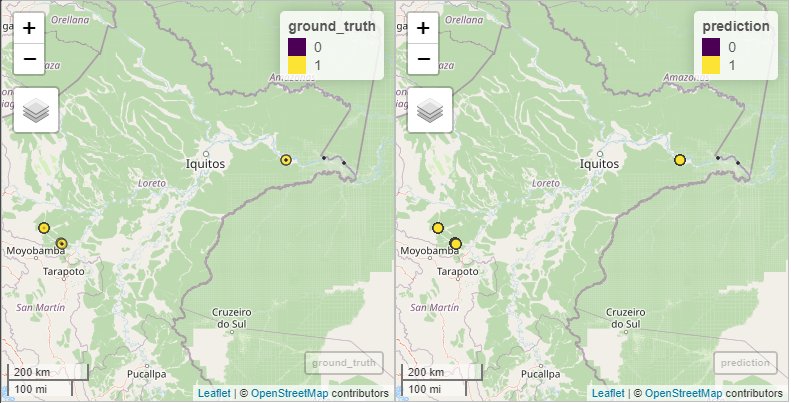 Orellana
+
−
ground_truth
0
1
Amazonas
Iquitos
Loreto
Moyobamba
Tarapoto
San Martín
Cruzeiro
do Sul
Pucallpa
200 km
100 mi
ground_truth
Leaflet | © OpenStreetMap contributors
Orellana
+
−
prediction
0
1
Amazonas
Iquitos
Loreto
Moyobamba
Tarapoto
San Martín
Cruzeiro
do Sul
Pucallpa
200 km
100 mi
prediction
Leaflet | © OpenStreetMap contributors